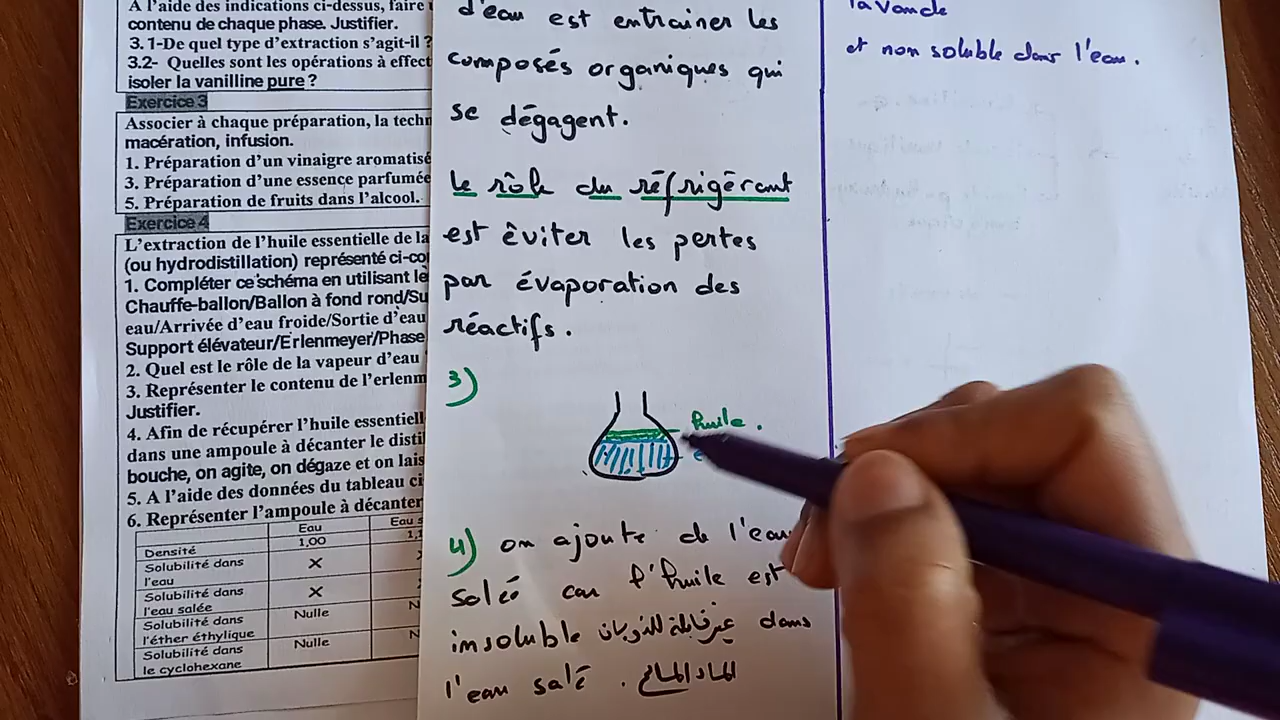 A l'aide des indications ci-dessus, faire
contenu de chaque phase. Justifier.
3. 1-De quel type d'extraction s'agit-il ?
3.2- Quelles sont les opérations à effect
isoler la vanilline pure ?
Exercice 3
Associer à chaque préparation, la techn
macération, infusion.
1. Préparation d'un vinaigre aromatisé
3. Préparation d'une essence parfumée
5. Préparation de fruits dans l'alcool.
Exercice 4
L'extraction de l'huile essentielle de la
(ou hydrodistillation) représenté ci-co
1. Compléter ce schéma en utilisant le
Chauffe-ballon/Ballon à fond rond/Su
eau/Arrivée d'eau froide/Sortie d'eau
Support élévateur/Erlenmeyer/Phase
2. Quel est le rôle de la vapeur d'eau
3. Représenter le contenu de l'erlenm
Justifier.
4. Afin de récupérer l'huile essentiell
dans une ampoule à décanter le distil
bouche, on agite, on dégaze et on lais
5. A l'aide des données du tableau ci
6. Représenter l'ampoule à décanter
Eau
Eau s
Densité
1,00
1,1
Solubilité dans
l'eau
X
Solubilité dans
l'eau salée
X
Solubilité dans
l'éther éthylique
Nulle
N
Solubilité dans
le cyclohexane
Nulle
N
d'eau est entrainer les
composés organiques qui
se dégagent.
le rôle du réfrigérant
est éviter les pertes
par évaporation des
réactifs.
3)
huile.
e
4) on ajoute de l'eau
salée car l'huile est
insoluble غير قابلة للذوبان dans
l'eau salé. الماء المالح
lavande
et non soluble dans l'eau.